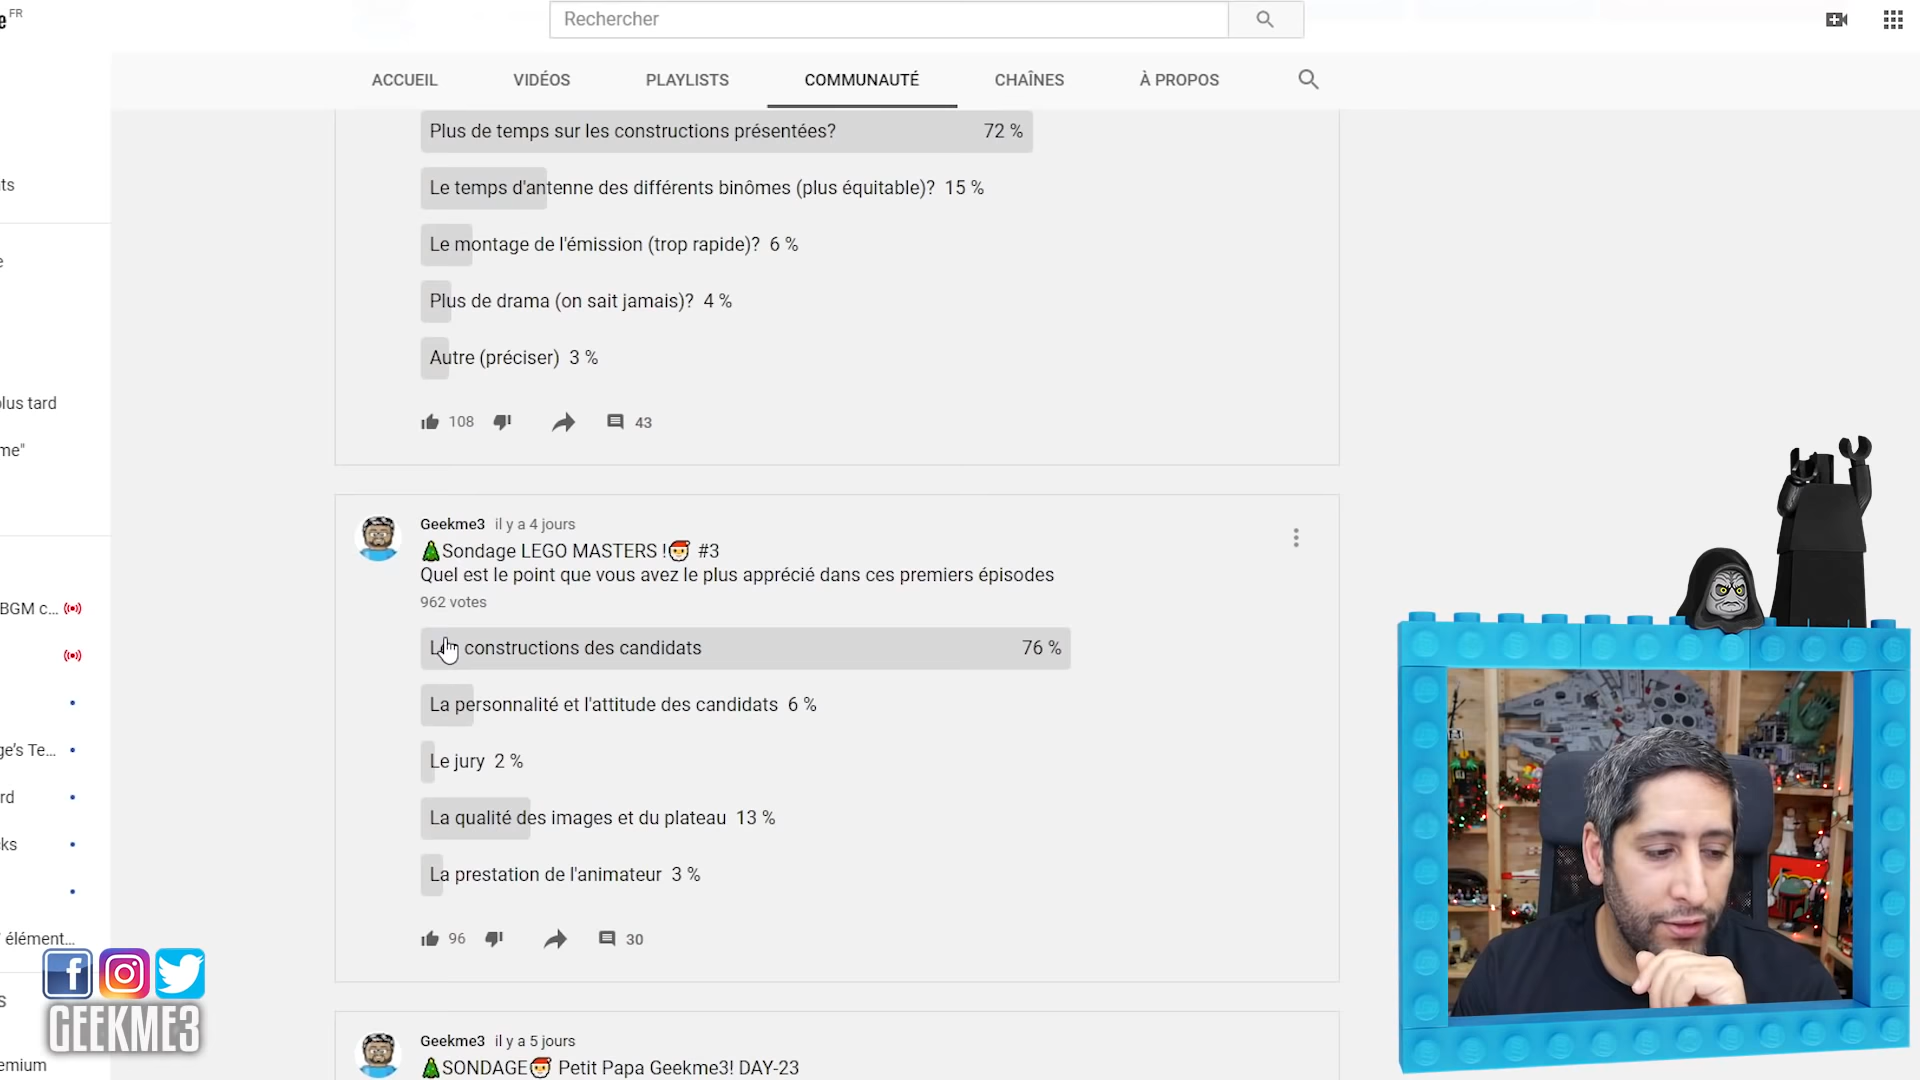 FR
Rechercher
ACCUEIL
VIDÉOS
PLAYLISTS
COMMUNAUTÉ
CHAÎNES
À PROPOS
Plus de temps sur les constructions présentées? 72 %
Le temps d'antenne des différents binômes (plus équitable)? 15 %
Le montage de l'émission (trop rapide)? 6 %
Plus de drama (on sait jamais)? 4 %
Autre (préciser) 3 %
108
43
Geekme3 il y a 4 jours
🎄Sondage LEGO MASTERS !🎅 #3
Quel est le point que vous avez le plus apprécié dans ces premiers épisodes
962 votes
constructions des candidats 76 %
La personnalité et l'attitude des candidats 6 %
Le jury 2 %
La qualité des images et du plateau 13 %
La prestation de l'animateur 3 %
96
30
Geekme3 il y a 5 jours
🎄SONDAGE🎅 Petit Papa Geekme3! DAY-23
lus tard
me"
BGM c...
ge's Te...
rd
élément...
GEEKME3